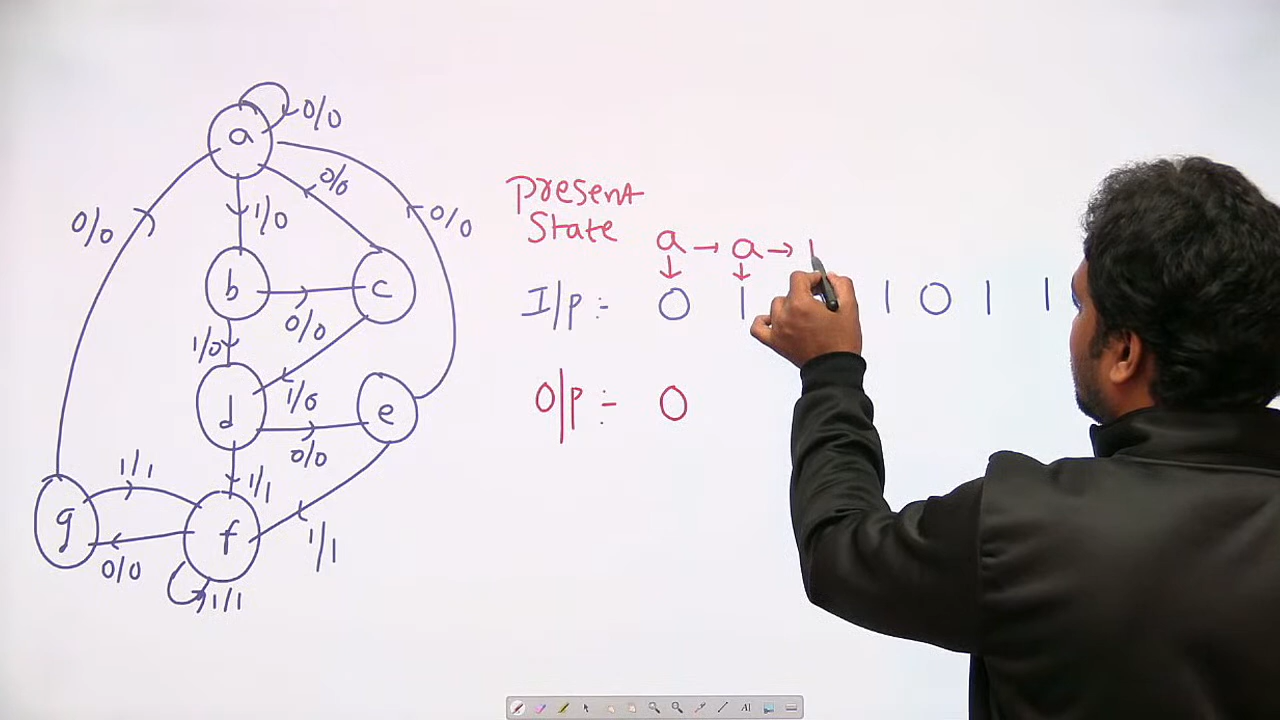 a
0/0
0/0
1/0
0/0
0/0
b
c
0/0
1/0
1/0
d
e
0/0
1/1
1/1
g
f
0/0
1/1
1/1
Present
State
a → a →
I/p :- 0 1 1 0 1 1
O/p :- 0